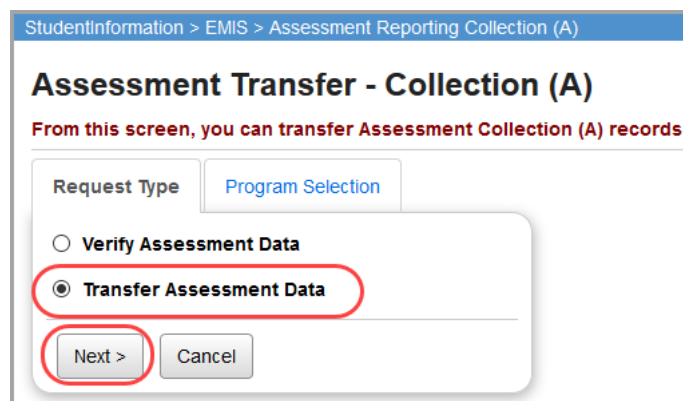 StudentInformation > EMIS > Assessment Reporting Collection (A)
Assessment Transfer - Collection (A)
From this screen, you can transfer Assessment Collection (A) records
Request Type Program Selection
Verify Assessment Data
Transfer Assessment Data
Next > Cancel